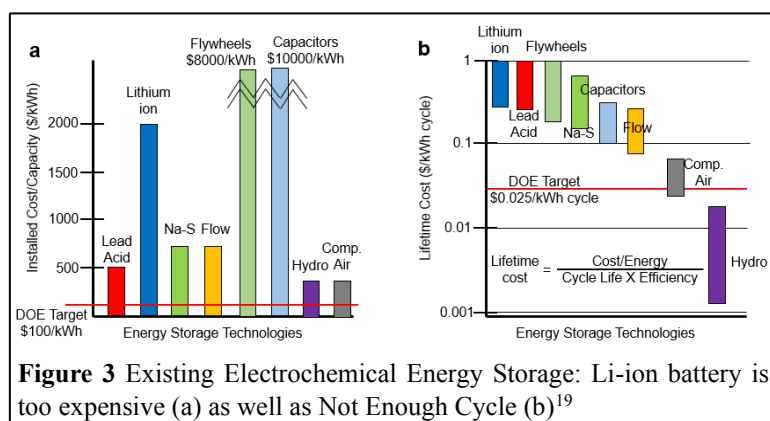 a
Flywheels
$8000/kWh
Capacitors
$10000/kWh
Installed Cost/Capacity ($/kWh)
2000
1500
1000
500
Lithium
ion
Lead
Acid
Na-S
Flow
Hydro
Comp.
Air
DOE Target
$100/kWh
Energy Storage Technologies
b
Lithium
ion
Flywheels
Lifetime Cost ($/kWh cycle)
1
0.1
0.01
0.001
Lead
Acid
Na-S
Capacitors
Flow
Comp.
Air
DOE Target
$0.025/kWh cycle
Hydro
Lifetime
cost
=
Cost/Energy
Cycle Life X Efficiency
Energy Storage Technologies
Figure 3 Existing Electrochemical Energy Storage: Li-ion battery is
too expensive (a) as well as Not Enough Cycle (b)19